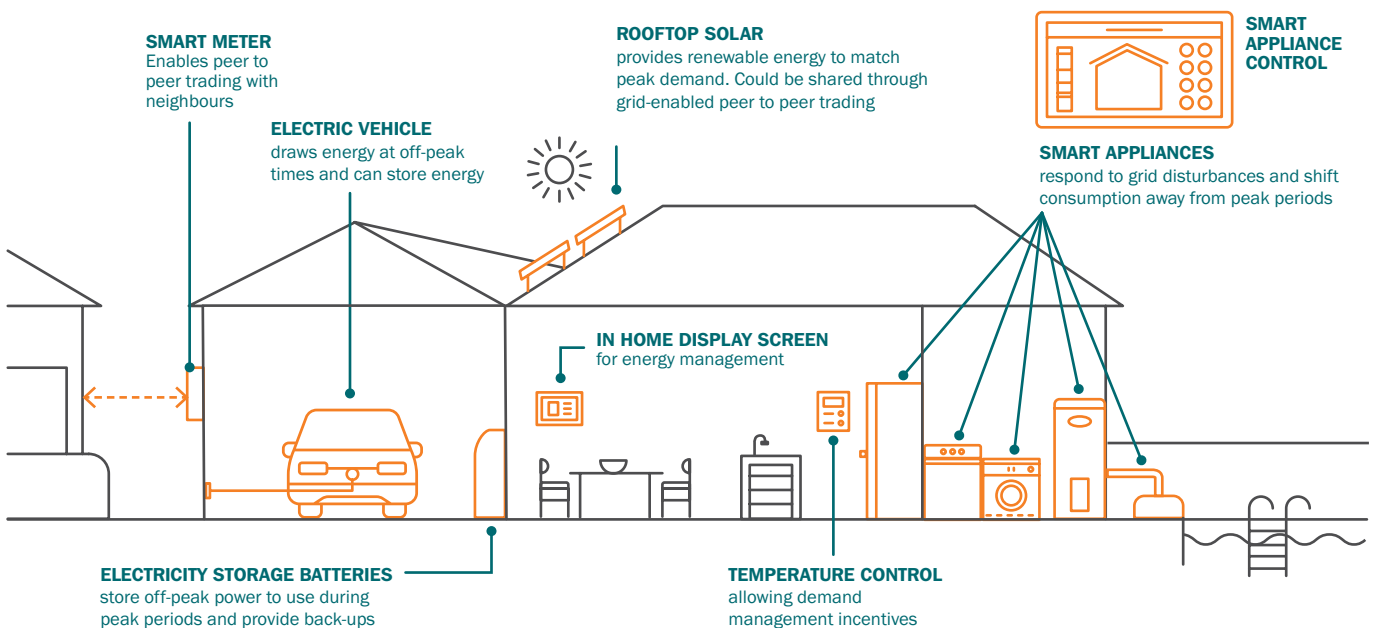 SMART METER
Enables peer to
peer trading with
neighbours
ELECTRIC VEHICLE
draws energy at off-peak
times and can store energy
ROOFTOP SOLAR
provides renewable energy to match
peak demand. Could be shared through
grid-enabled peer to peer trading
SMART
APPLIANCE
CONTROL
SMART APPLIANCES
respond to grid disturbances and shift
consumption away from peak periods
IN HOME DISPLAY SCREEN
for energy management
ELECTRICITY STORAGE BATTERIES
store off-peak power to use during
peak periods and provide back-ups
TEMPERATURE CONTROL
allowing demand
management incentives